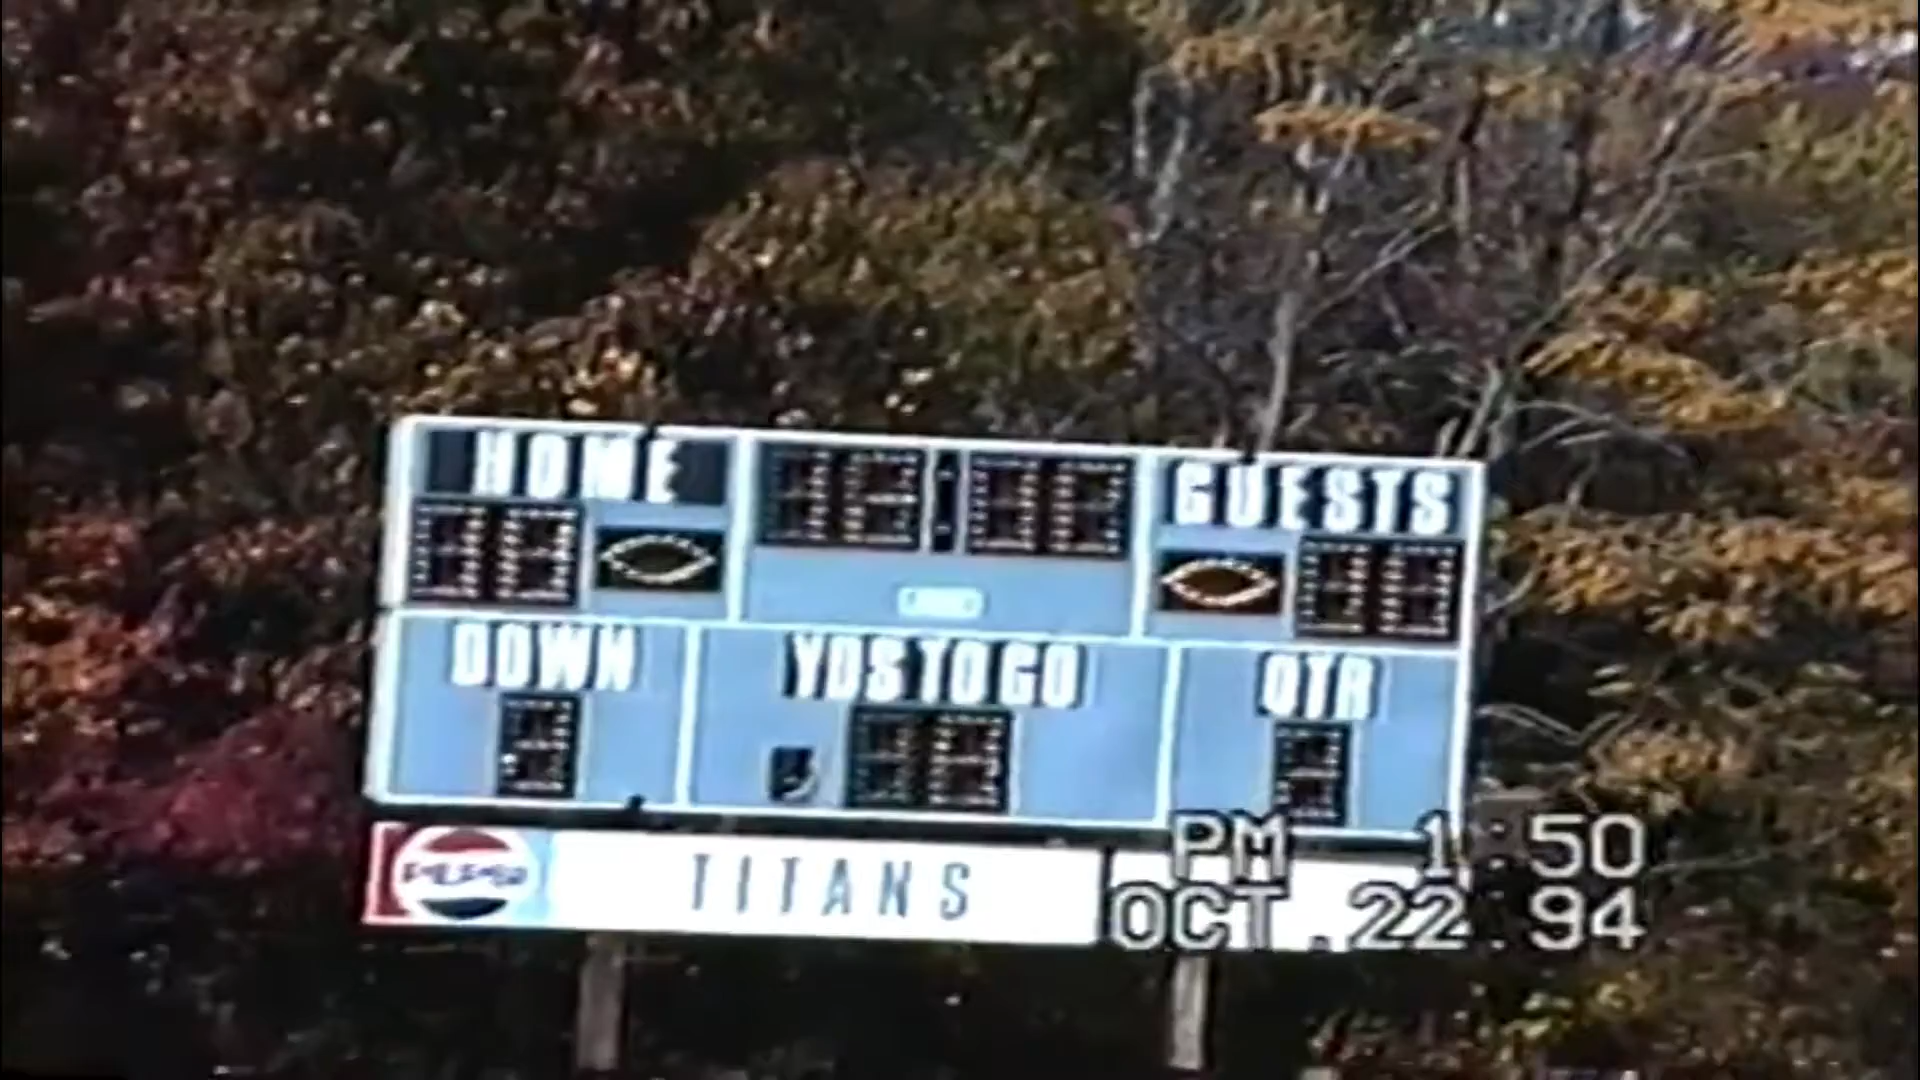 HOME
GUESTS
DOWN
YDS TO GO
QTR
PEPSI
TITANS
PM 1:50
OCT.22.94